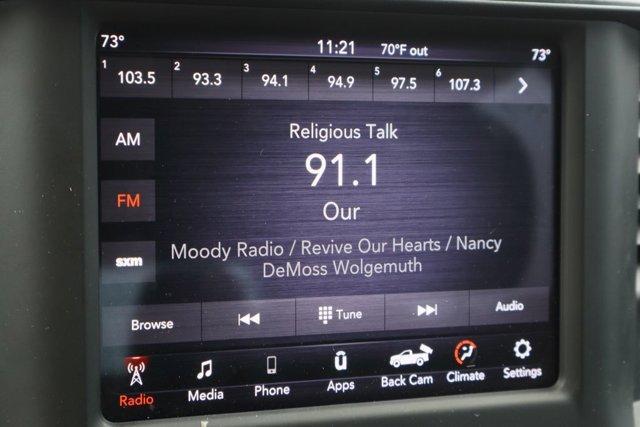 73° 11:21 70°F out 73°
1 103.5 2 93.3 3 94.1 4 94.9 5 97.5 6 107.3
Religious Talk
AM
91.1
FM
Our
Moody Radio / Revive Our Hearts / Nancy
DeMoss Wolgemuth
sxm
Browse Tune Audio
Radio Media Phone Apps Back Cam Climate Settings